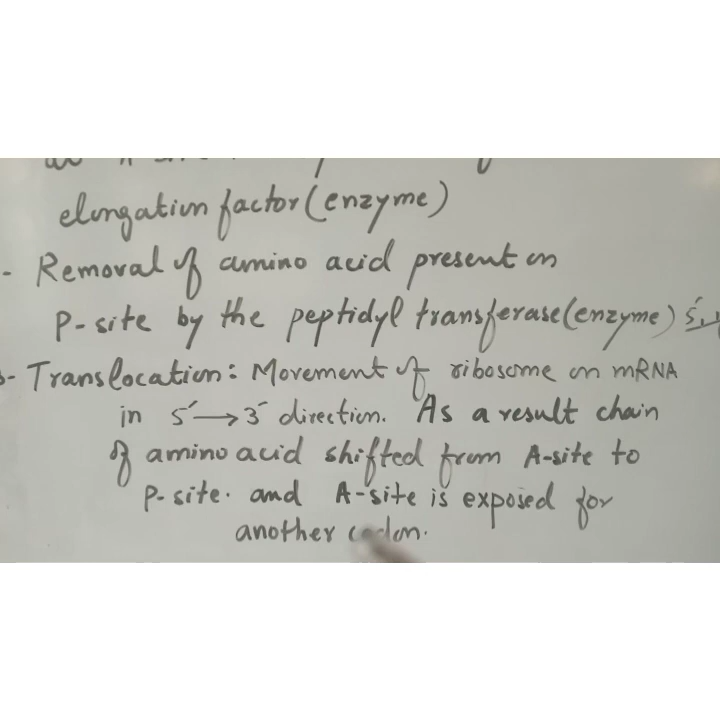 elongation factor (enzyme)
- Removal of amino acid present on
P-site by the peptidyl transferase (enzyme) 5'
- Translocation: Movement of ribosome on mRNA
in 5' → 3' direction. As a result chain
of amino acid shifted from A-site to
P-site. and A-site is exposed for
another codon.